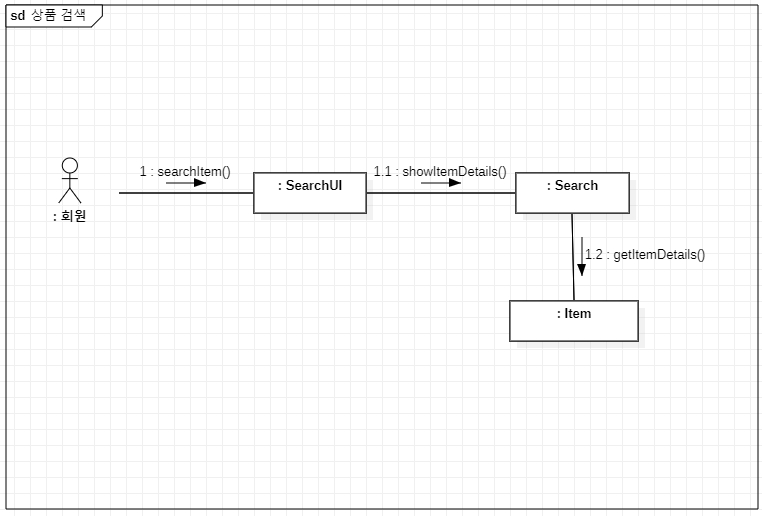 sd 상품 검색
1 : searchItem()
1.1 : showItemDetails()
: SearchUI
: Search
: 회원
1.2 : getItemDetails()
: Item